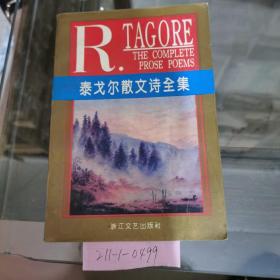 R. TAGORE
THE COMPLETE
PROSE POEMS
泰戈尔散文诗全集
浙江文艺出版社
211-1-0499